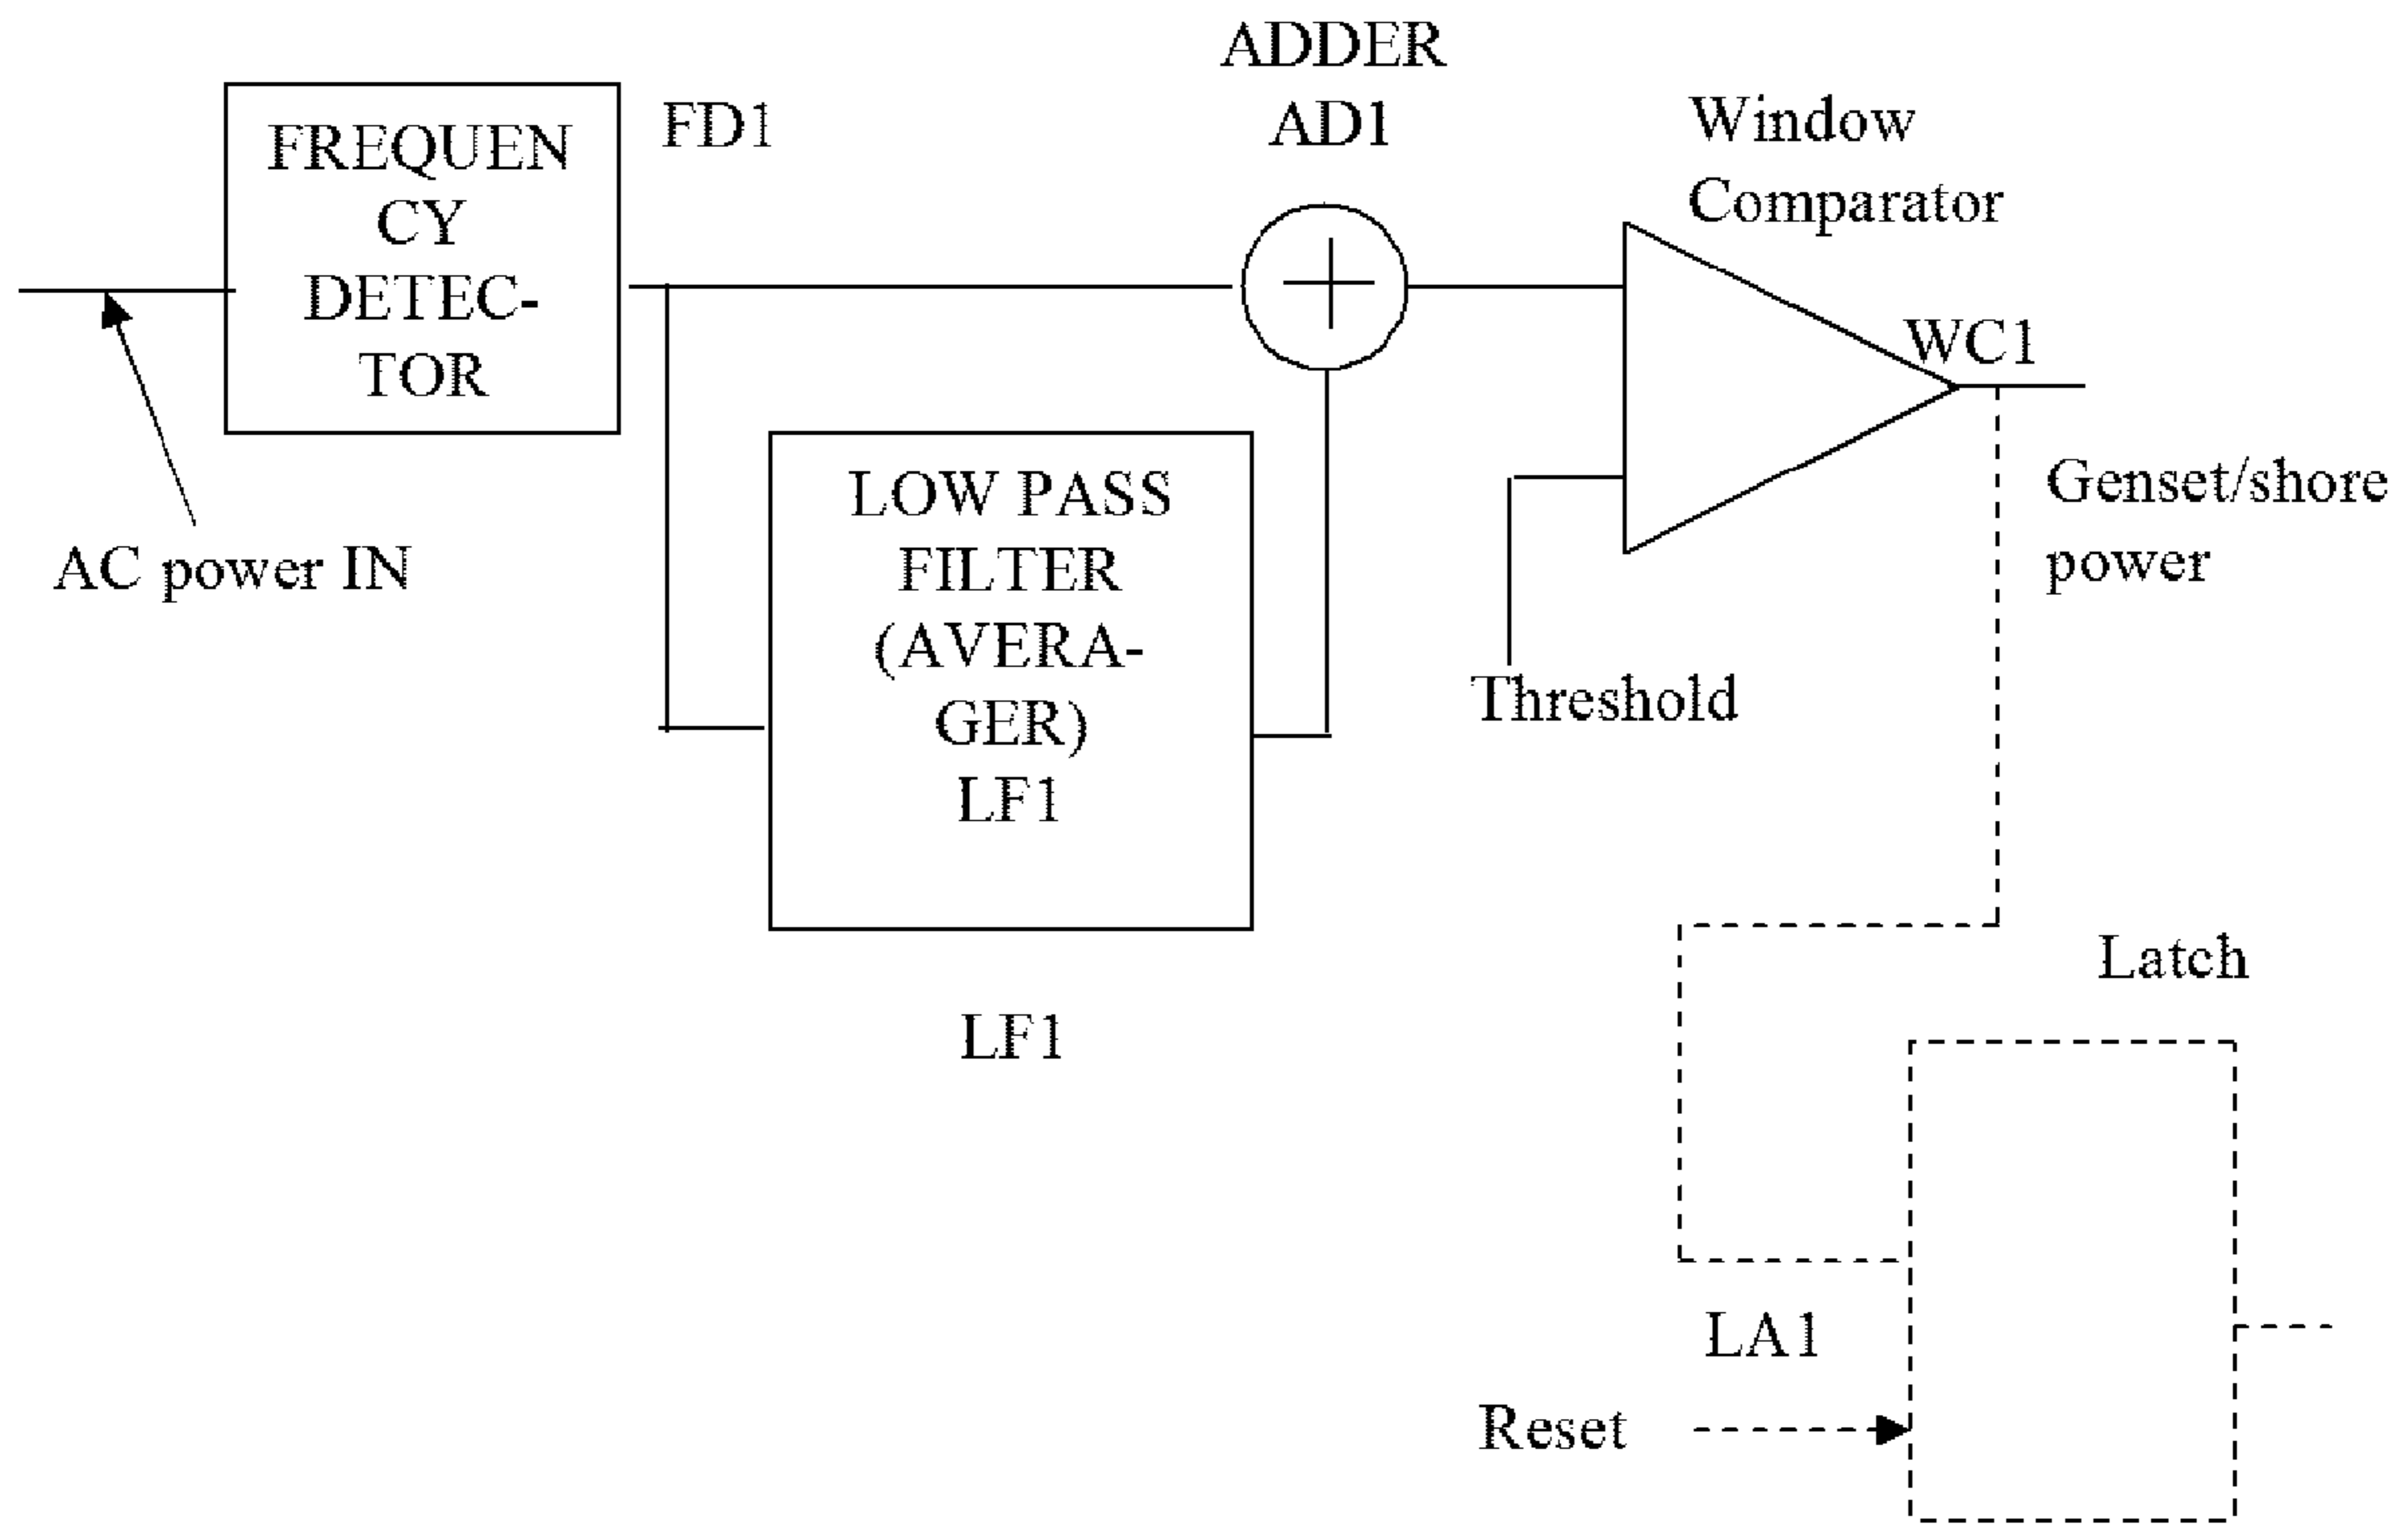 ADDER
AD1
FREQUEN
CY
DETEC-
TOR
FD1
Window
Comparator
WC1
AC power IN
LOW PASS
FILTER
(AVERA-
GER)
LF1
LF1
Genset/shore
power
Threshold
Latch
LA1
Reset